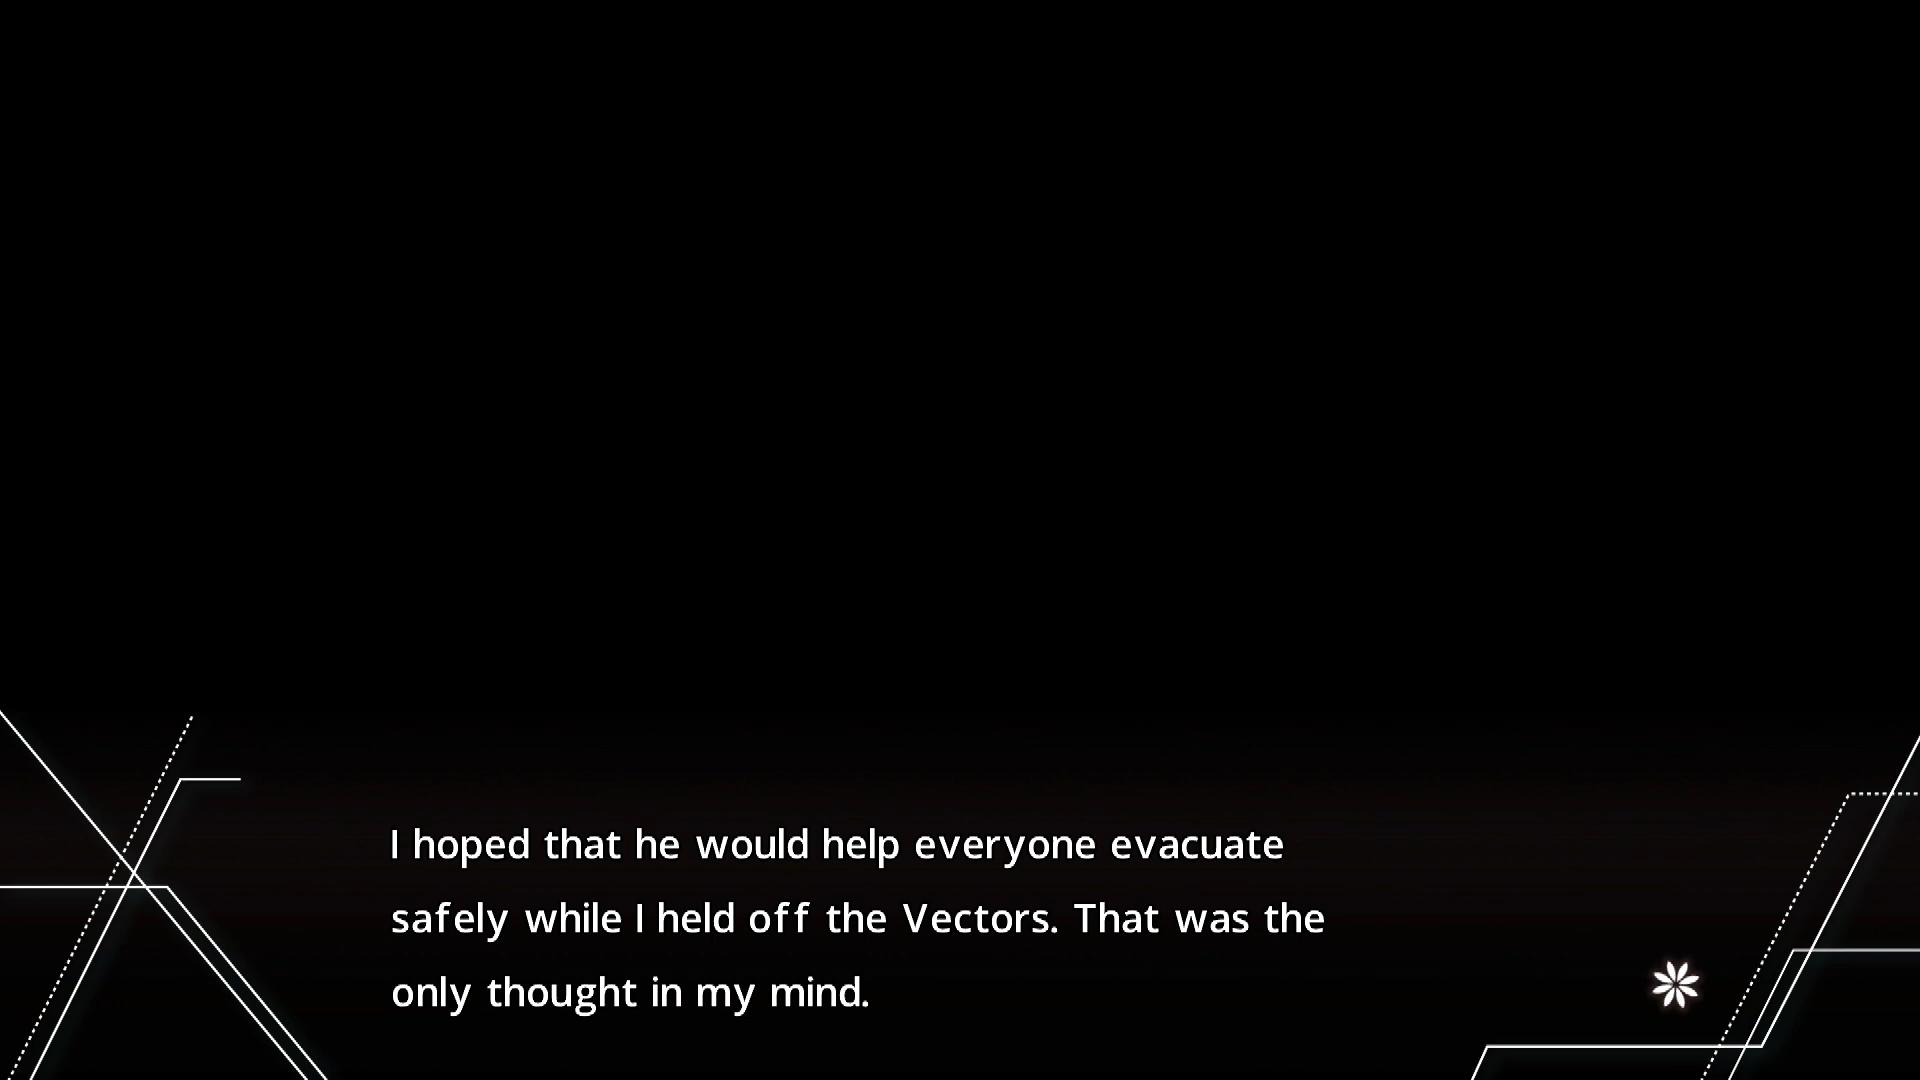 I hoped that he would help everyone evacuate
safely while I held off the Vectors. That was the
only thought in my mind.